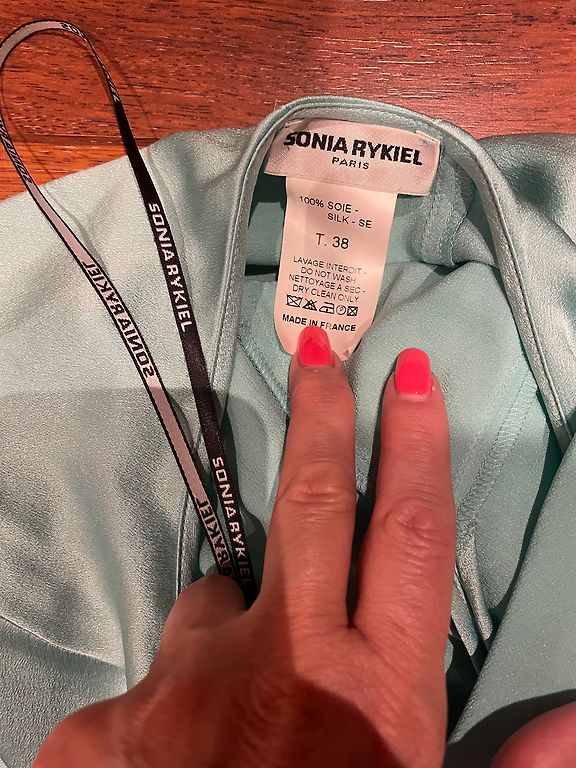 SONIA RYKIEL
PARIS
100% SOIE -
SILK - SE
T. 38
LAVAGE INTERDIT -
DO NOT WASH
NETTOYAGE A SEC -
DRY CLEAN ONLY
MADE IN FRANCE
SONIA RYKIEL
SONIA RYKIEL
SONIA RYKIEL
RYKIEL